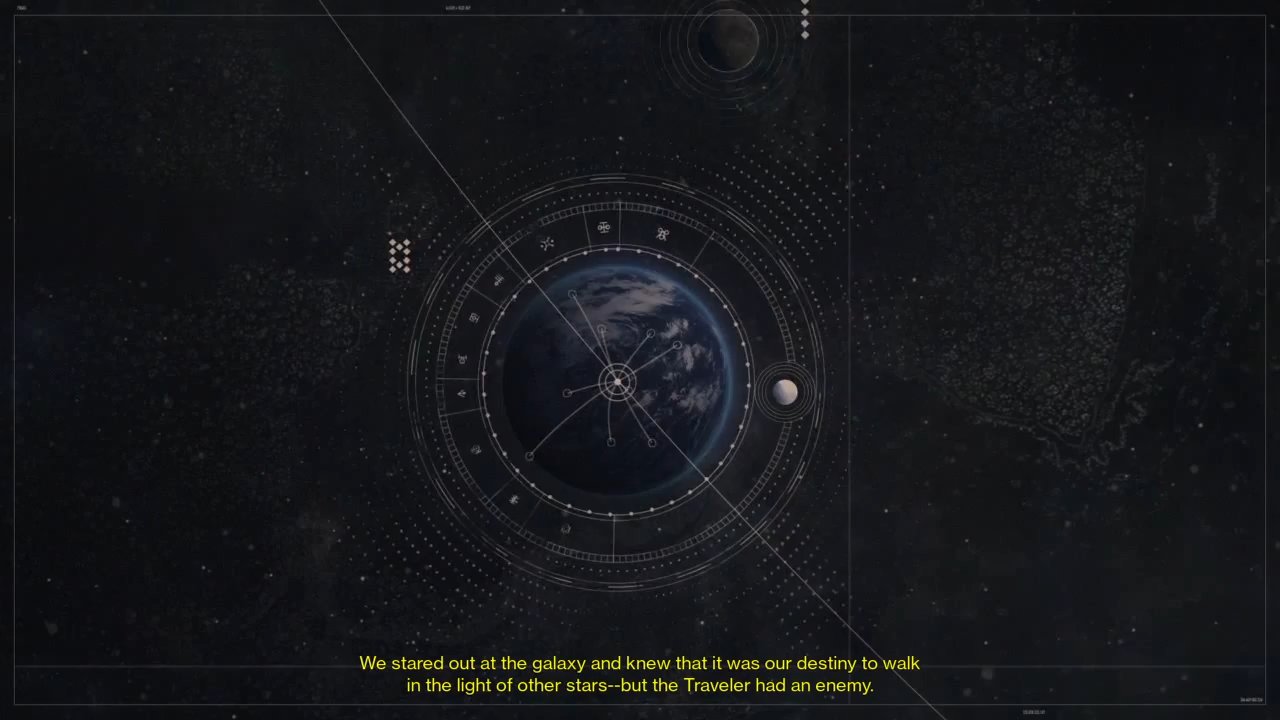 We stared out at the galaxy and knew that it was our destiny to walk
in the light of other stars--but the Traveler had an enemy.